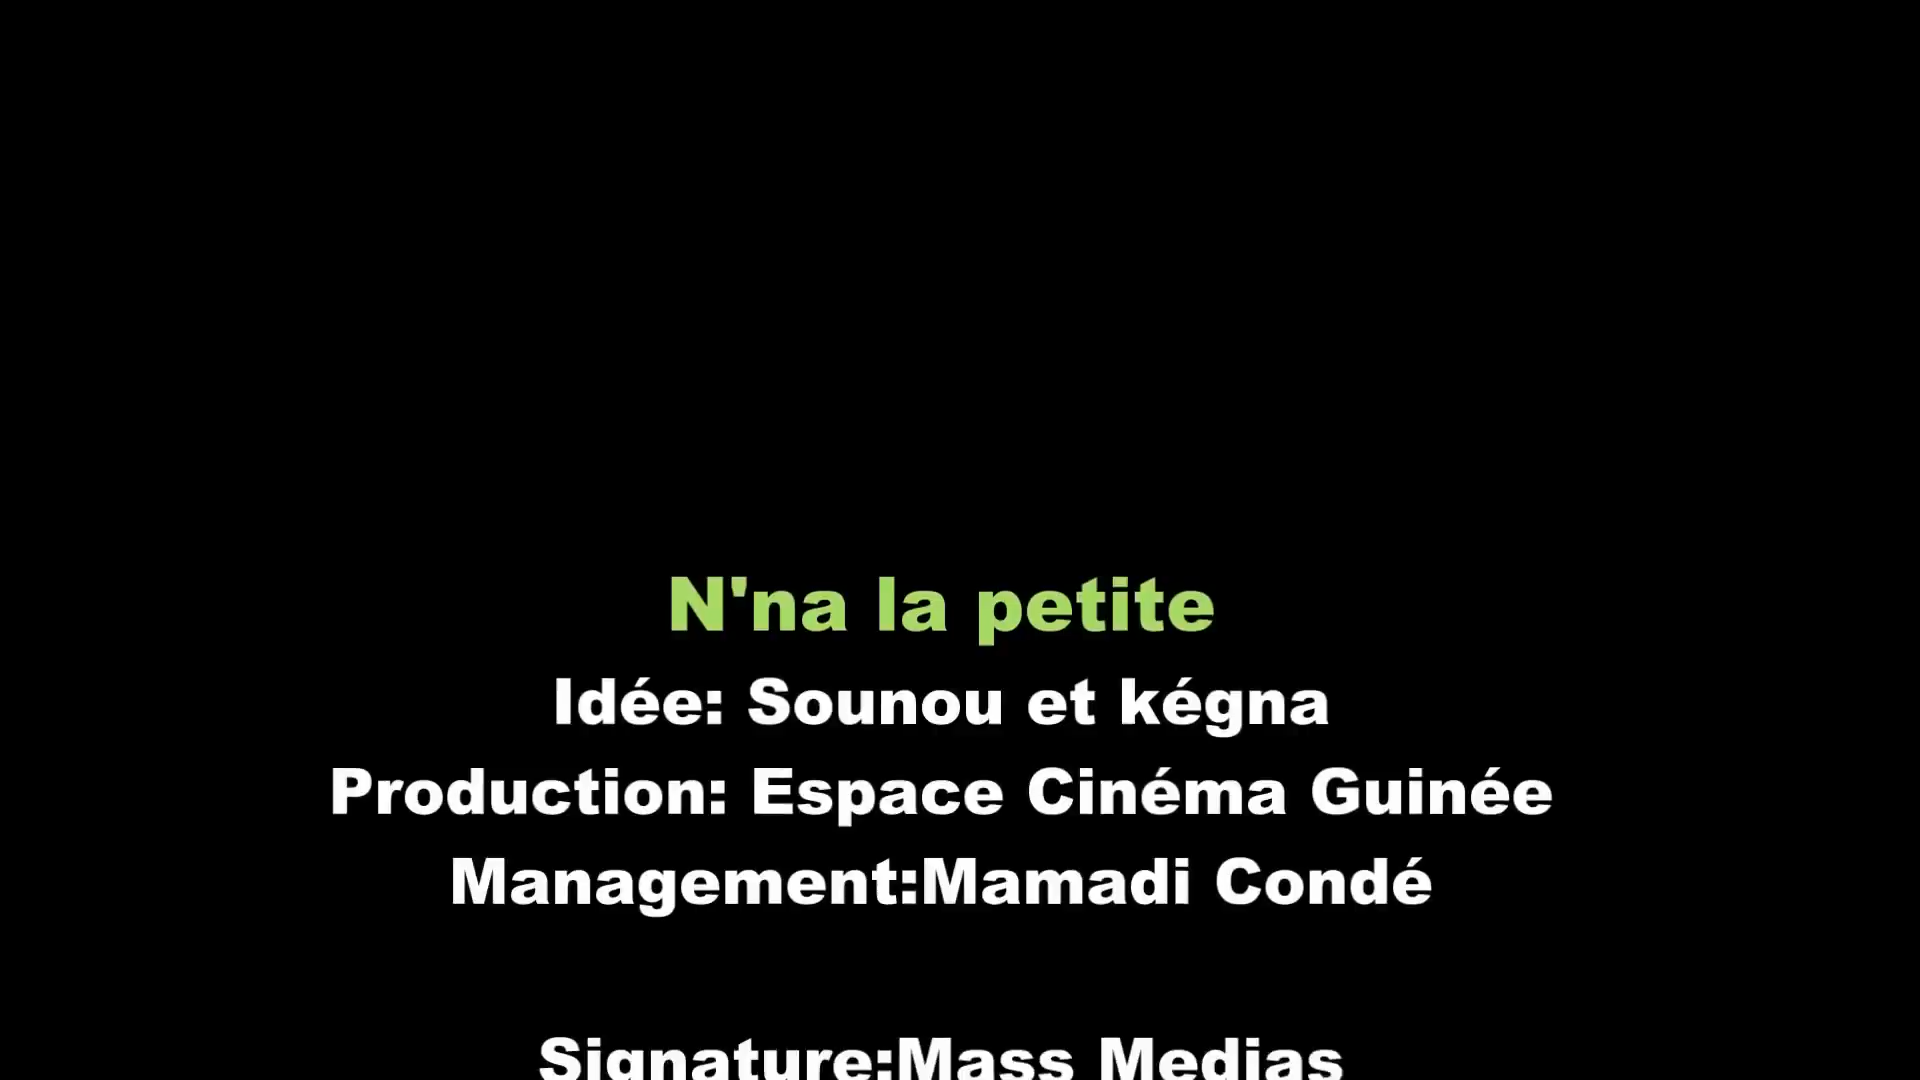 N'na la petite
Idée: Sounou et kégna
Production: Espace Cinéma Guinée
Management:Mamadi Condé
Signature:Mass Medias